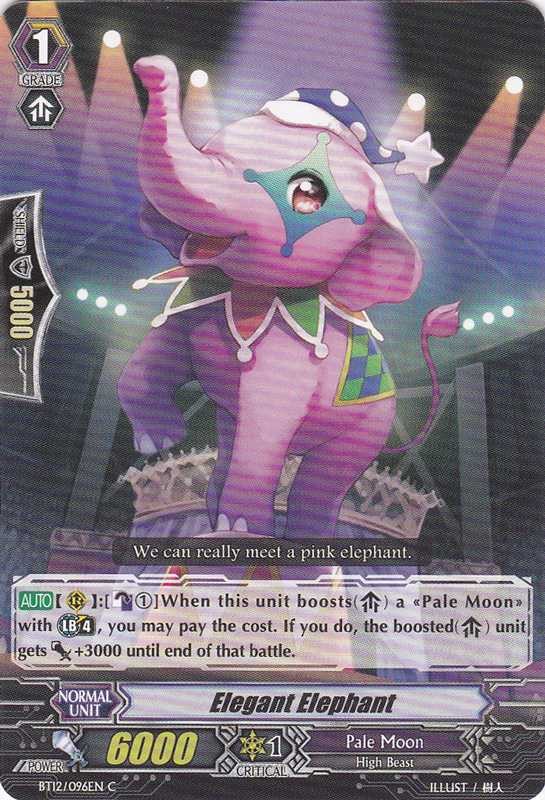 1
GRADE
SHIELD
5000
We can really meet a pink elephant.
AUTO【 】:[ ①]When this unit boosts( ) a «Pale Moon»
with LB4, you may pay the cost. If you do, the boosted( ) unit
gets +3000 until end of that battle.
NORMAL
UNIT
Elegant Elephant
POWER
6000
1
CRITICAL
Pale Moon
High Beast
BT12/096EN C
ILLUST / 樹人